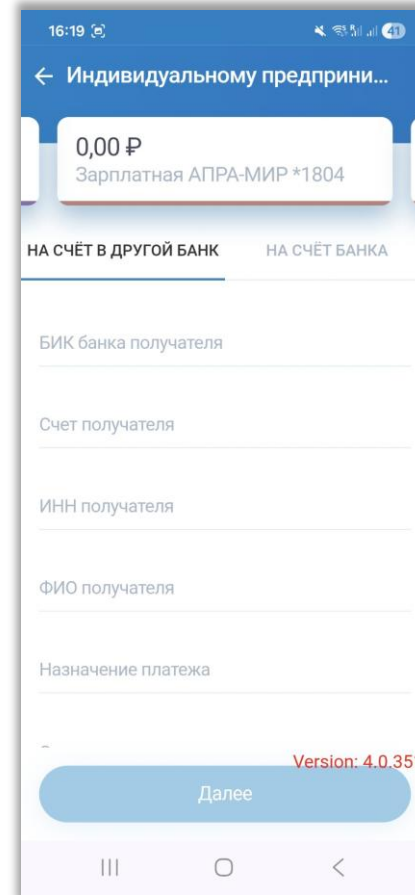 16:19
41
Индивидуальному предприни...
0,00 ₽
Зарплатная АПРА-МИР *1804
НА СЧЁТ В ДРУГОЙ БАНК
НА СЧЁТ БАНКА
БИК банка получателя
Счет получателя
ИНН получателя
ФИО получателя
Назначение платежа
Version: 4.0.35
Далее